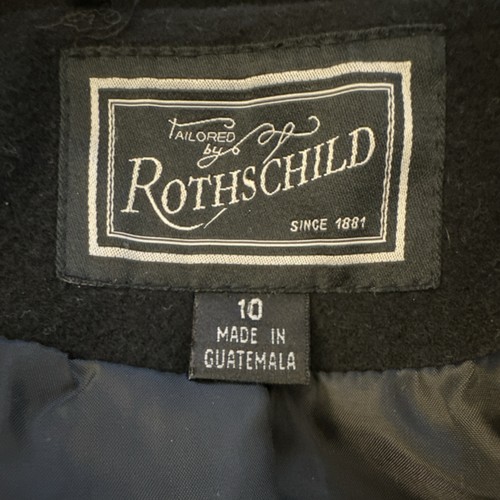 TAILORED
by
ROTHSCHILD
SINCE 1881
10
MADE IN
GUATEMALA